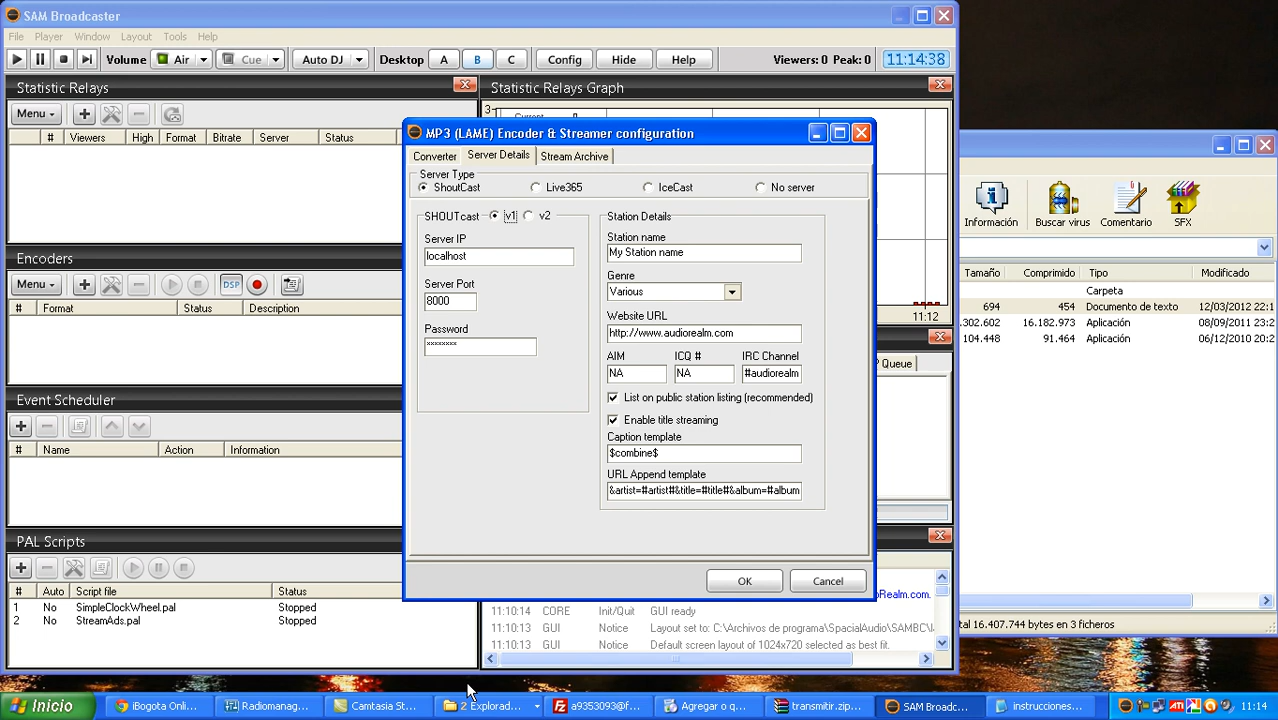 SAM Broadcaster
File Player Window Layout Tools Help
Volume Air Cue Auto DJ Desktop A B C Config Hide Help Viewers: 0 Peak: 0 11:14:38
Statistic Relays
Menu
# Viewers High Format Bitrate Server Status
Statistic Relays Graph
3
Current
11:12
Encoders
Menu DSP
# Format Status Description
Event Scheduler
# Name Action Information
PAL Scripts
# Auto Script file Status
1 No SimpleClockWheel.pal Stopped
2 No StreamAds.pal Stopped
MP3 (LAME) Encoder & Streamer configuration
Converter Server Details Stream Archive
Server Type
ShoutCast Live365 IceCast No server
SHOUTcast v1 v2
Server IP
localhost
Server Port
8000
Password
xxxxxxxx
Station Details
Station name
My Station name
Genre
Various
Website URL
http://www.audiorealm.com
AIM ICQ # IRC Channel
NA NA #audiorealm
List on public station listing (recommended)
Enable title streaming
Caption template
$combine$
URL Append template
&artist=#artist#&title=#title#&album=#album
OK Cancel
Queue
11:10:14 CORE Init/Quit GUI ready
11:10:13 GUI Notice Layout set to: C:\Archivos de programa\SpacialAudio\SAMBC\
11:10:13 GUI Notice Default screen layout of 1024x720 selected as best fit.
Información Buscar virus Comentario SFX
Tamaño Comprimido Tipo Modificado
Carpeta
694 454 Documento de texto 12/03/2012 22:1
.302.602 16.182.973 Aplicación 08/09/2011 23:2
104.448 91.464 Aplicación 06/12/2010 20:2
tal 16.407.744 bytes en 3 ficheros
Inicio iBogota Onli... Radiomanag... Camtasia St... 2 Explorad... a9353093@f... Agregar o q... transmitir.zip... SAM Broadc... instrucciones... 11:14